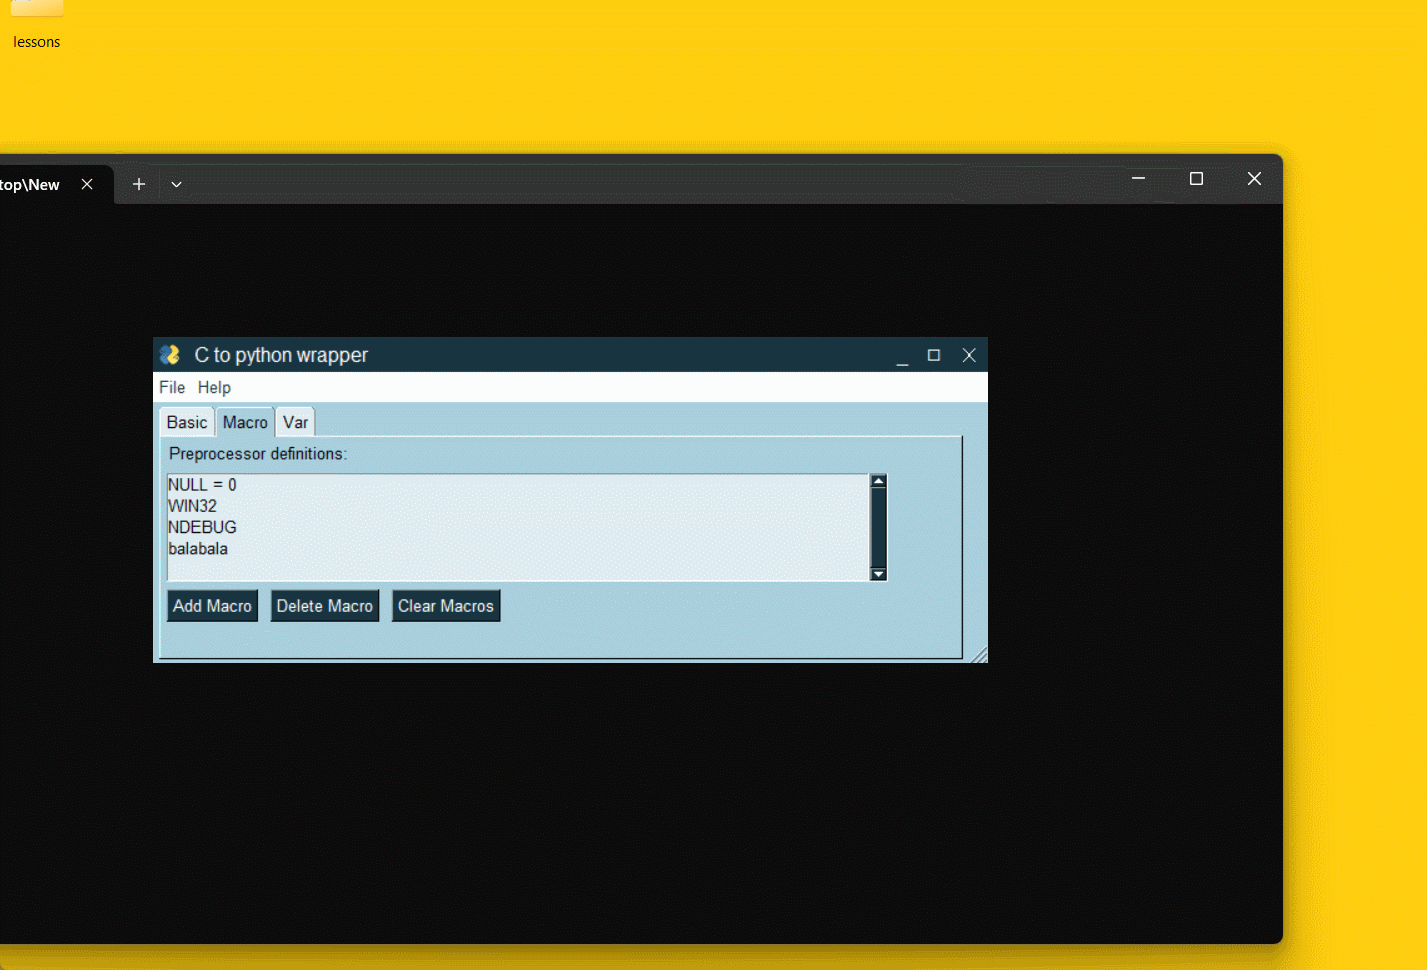 lessons
top\New
C to python wrapper
File Help
Basic Macro Var
Preprocessor definitions:
NULL = 0
WIN32
NDEBUG
balabala
Add Macro Delete Macro Clear Macros